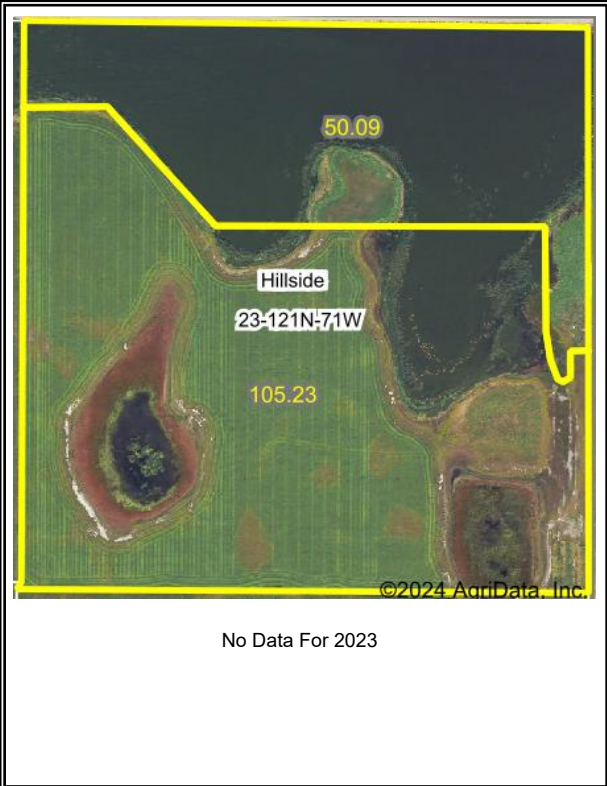 50.09
Hillside
23-121N-71W
105.23
©2024 AgriData, Inc.
No Data For 2023